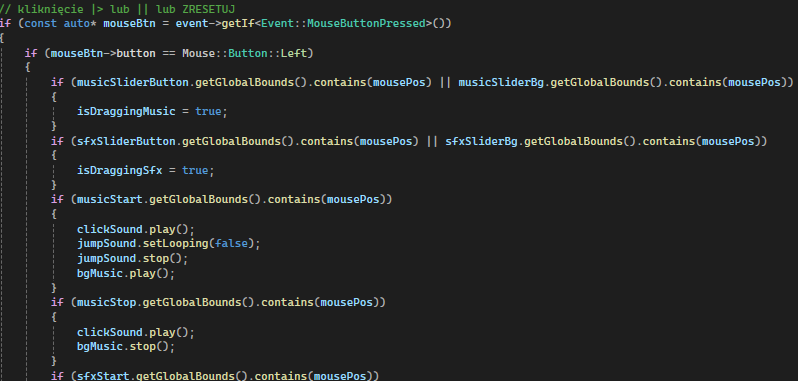 // kliknięcie |> lub || lub ZRESETUJ
if (const auto* mouseBtn = event->getIf<Event::MouseButtonPressed>())
{
    if (mouseBtn->button == Mouse::Button::Left)
    {
        if (musicSliderButton.getGlobalBounds().contains(mousePos) || musicSliderBg.getGlobalBounds().contains(mousePos))
        {
            isDraggingMusic = true;
        }
        if (sfxSliderButton.getGlobalBounds().contains(mousePos) || sfxSliderBg.getGlobalBounds().contains(mousePos))
        {
            isDraggingSfx = true;
        }
        if (musicStart.getGlobalBounds().contains(mousePos))
        {
            clickSound.play();
            jumpSound.setLooping(false);
            jumpSound.stop();
            bgMusic.play();
        }
        if (musicStop.getGlobalBounds().contains(mousePos))
        {
            clickSound.play();
            bgMusic.stop();
        }
        if (sfxStart.getGlobalBounds().contains(mousePos))